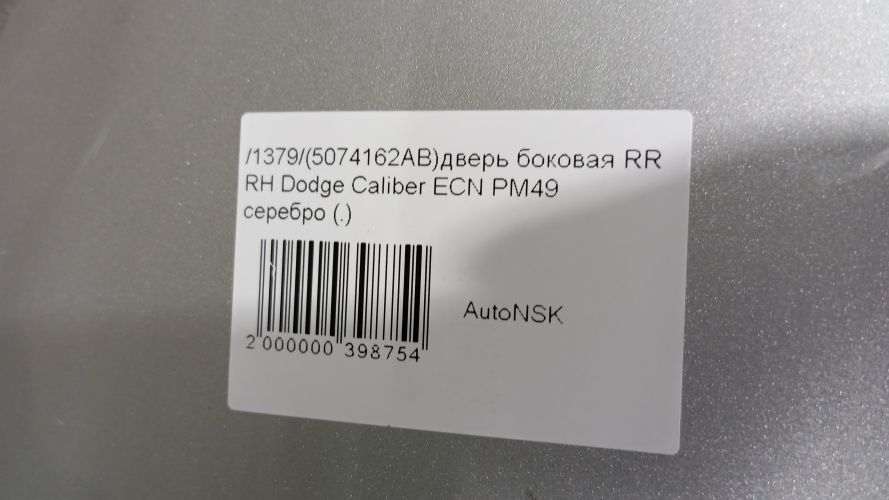 /1379/(5074162AB)дверь боковая RR
RH Dodge Caliber ECN PM49
серебро (.)
AutoNSK
2 000000 398754